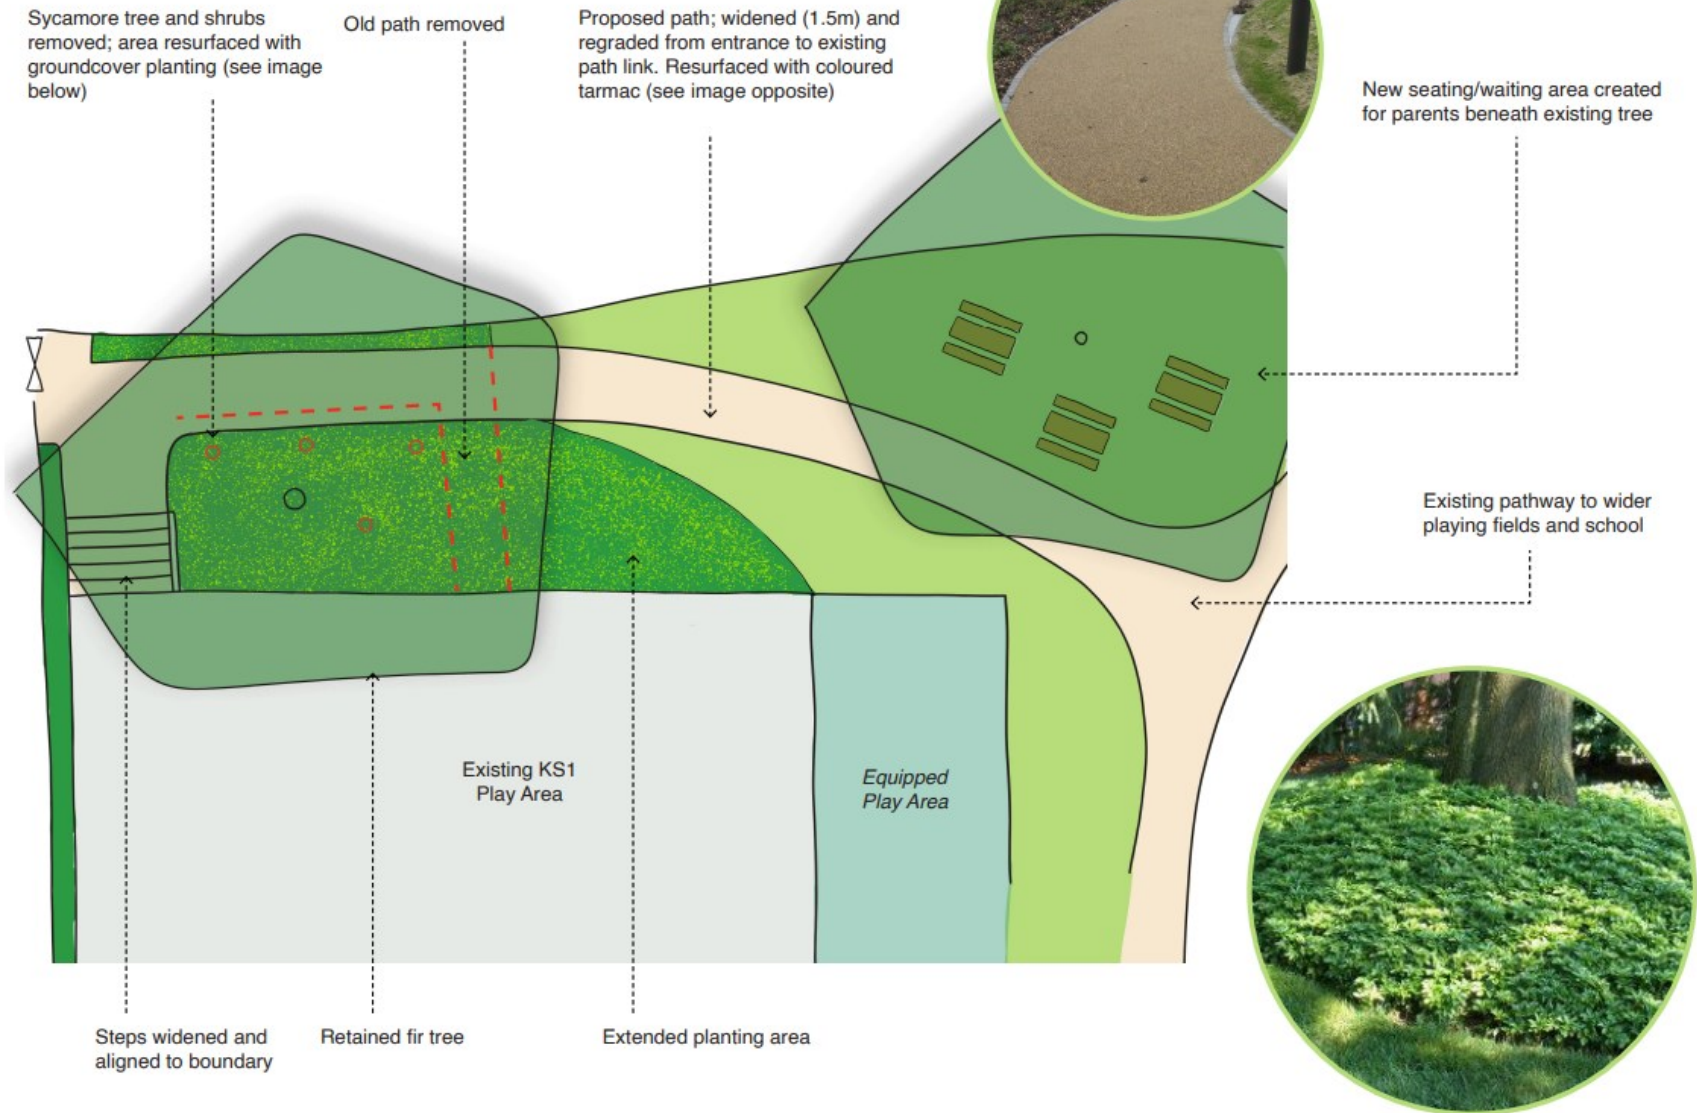 Sycamore tree and shrubs
removed; area resurfaced with
groundcover planting (see image
below)
Old path removed
Proposed path; widened (1.5m) and
regraded from entrance to existing
path link. Resurfaced with coloured
tarmac (see image opposite)
New seating/waiting area created
for parents beneath existing tree
Existing pathway to wider
playing fields and school
Existing KS1
Play Area
Equipped
Play Area
Steps widened and
aligned to boundary
Retained fir tree
Extended planting area